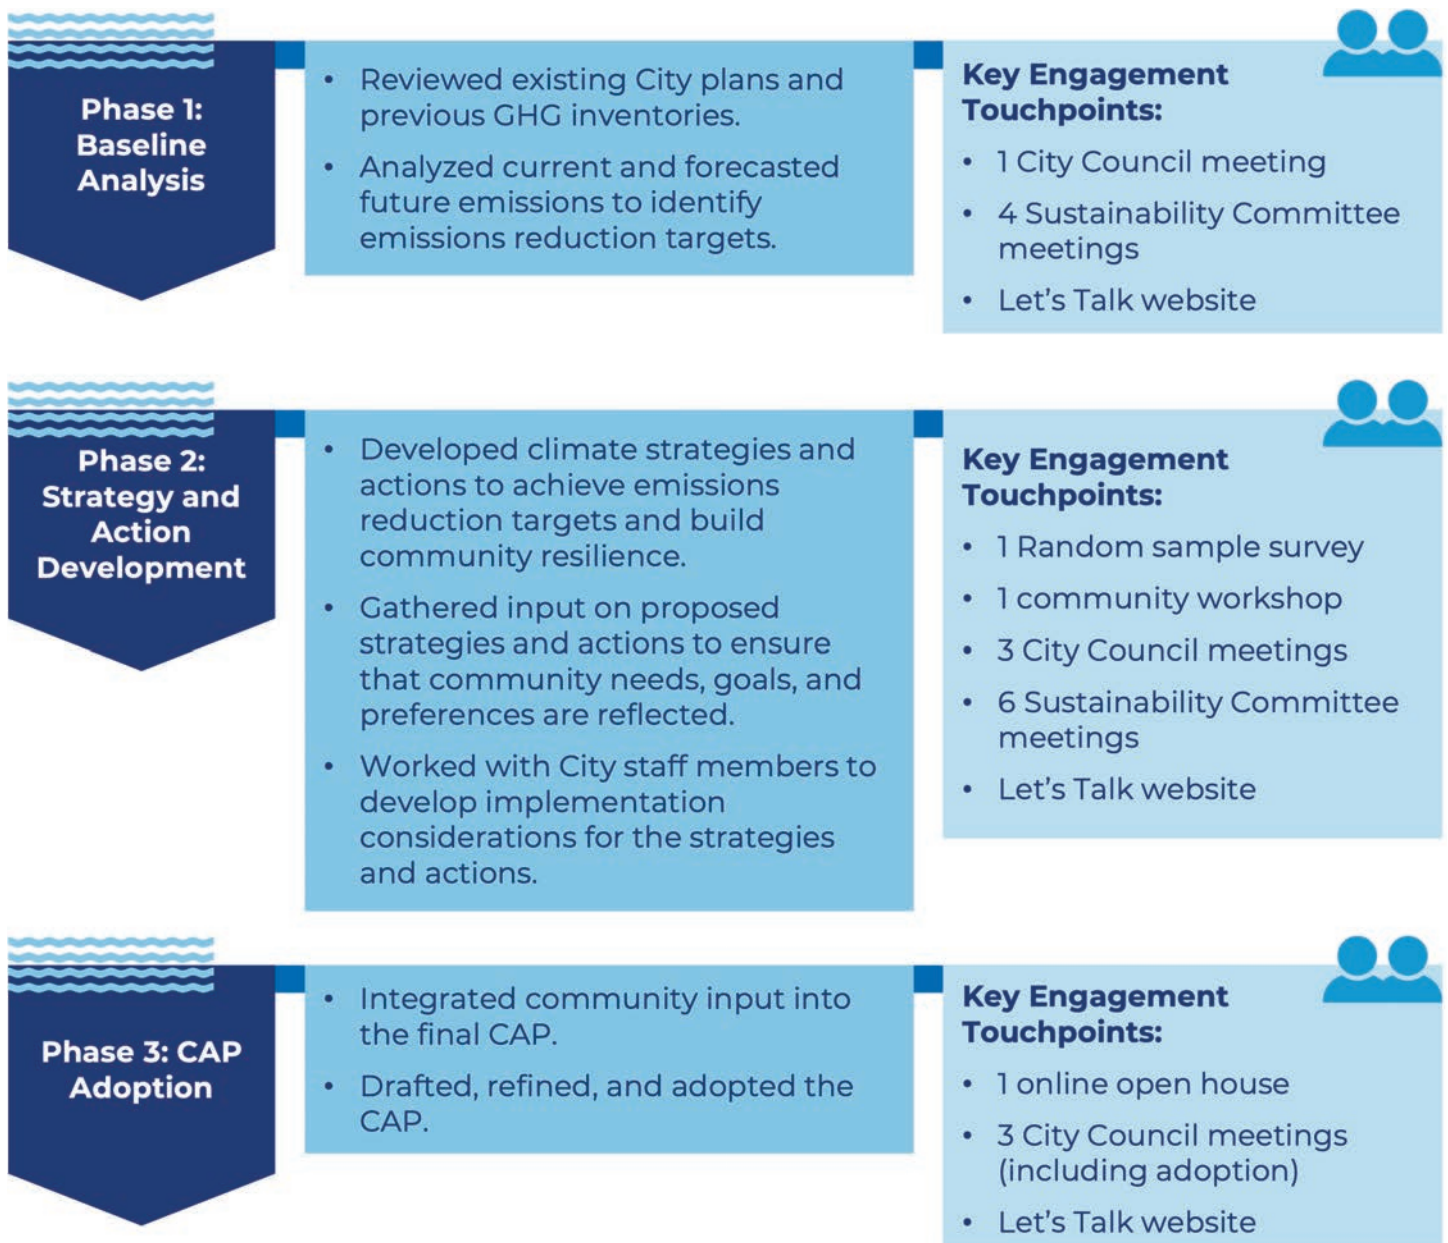 Phase 1:
Baseline
Analysis
• Reviewed existing City plans and
previous GHG inventories.
• Analyzed current and forecasted
future emissions to identify
emissions reduction targets.
Key Engagement
Touchpoints:
• 1 City Council meeting
• 4 Sustainability Committee
meetings
• Let's Talk website
Phase 2:
Strategy and
Action
Development
• Developed climate strategies and
actions to achieve emissions
reduction targets and build
community resilience.
• Gathered input on proposed
strategies and actions to ensure
that community needs, goals, and
preferences are reflected.
• Worked with City staff members to
develop implementation
considerations for the strategies
and actions.
Key Engagement
Touchpoints:
• 1 Random sample survey
• 1 community workshop
• 3 City Council meetings
• 6 Sustainability Committee
meetings
• Let's Talk website
Phase 3: CAP
Adoption
• Integrated community input into
the final CAP.
• Drafted, refined, and adopted the
CAP.
Key Engagement
Touchpoints:
• 1 online open house
• 3 City Council meetings
(including adoption)
• Let's Talk website